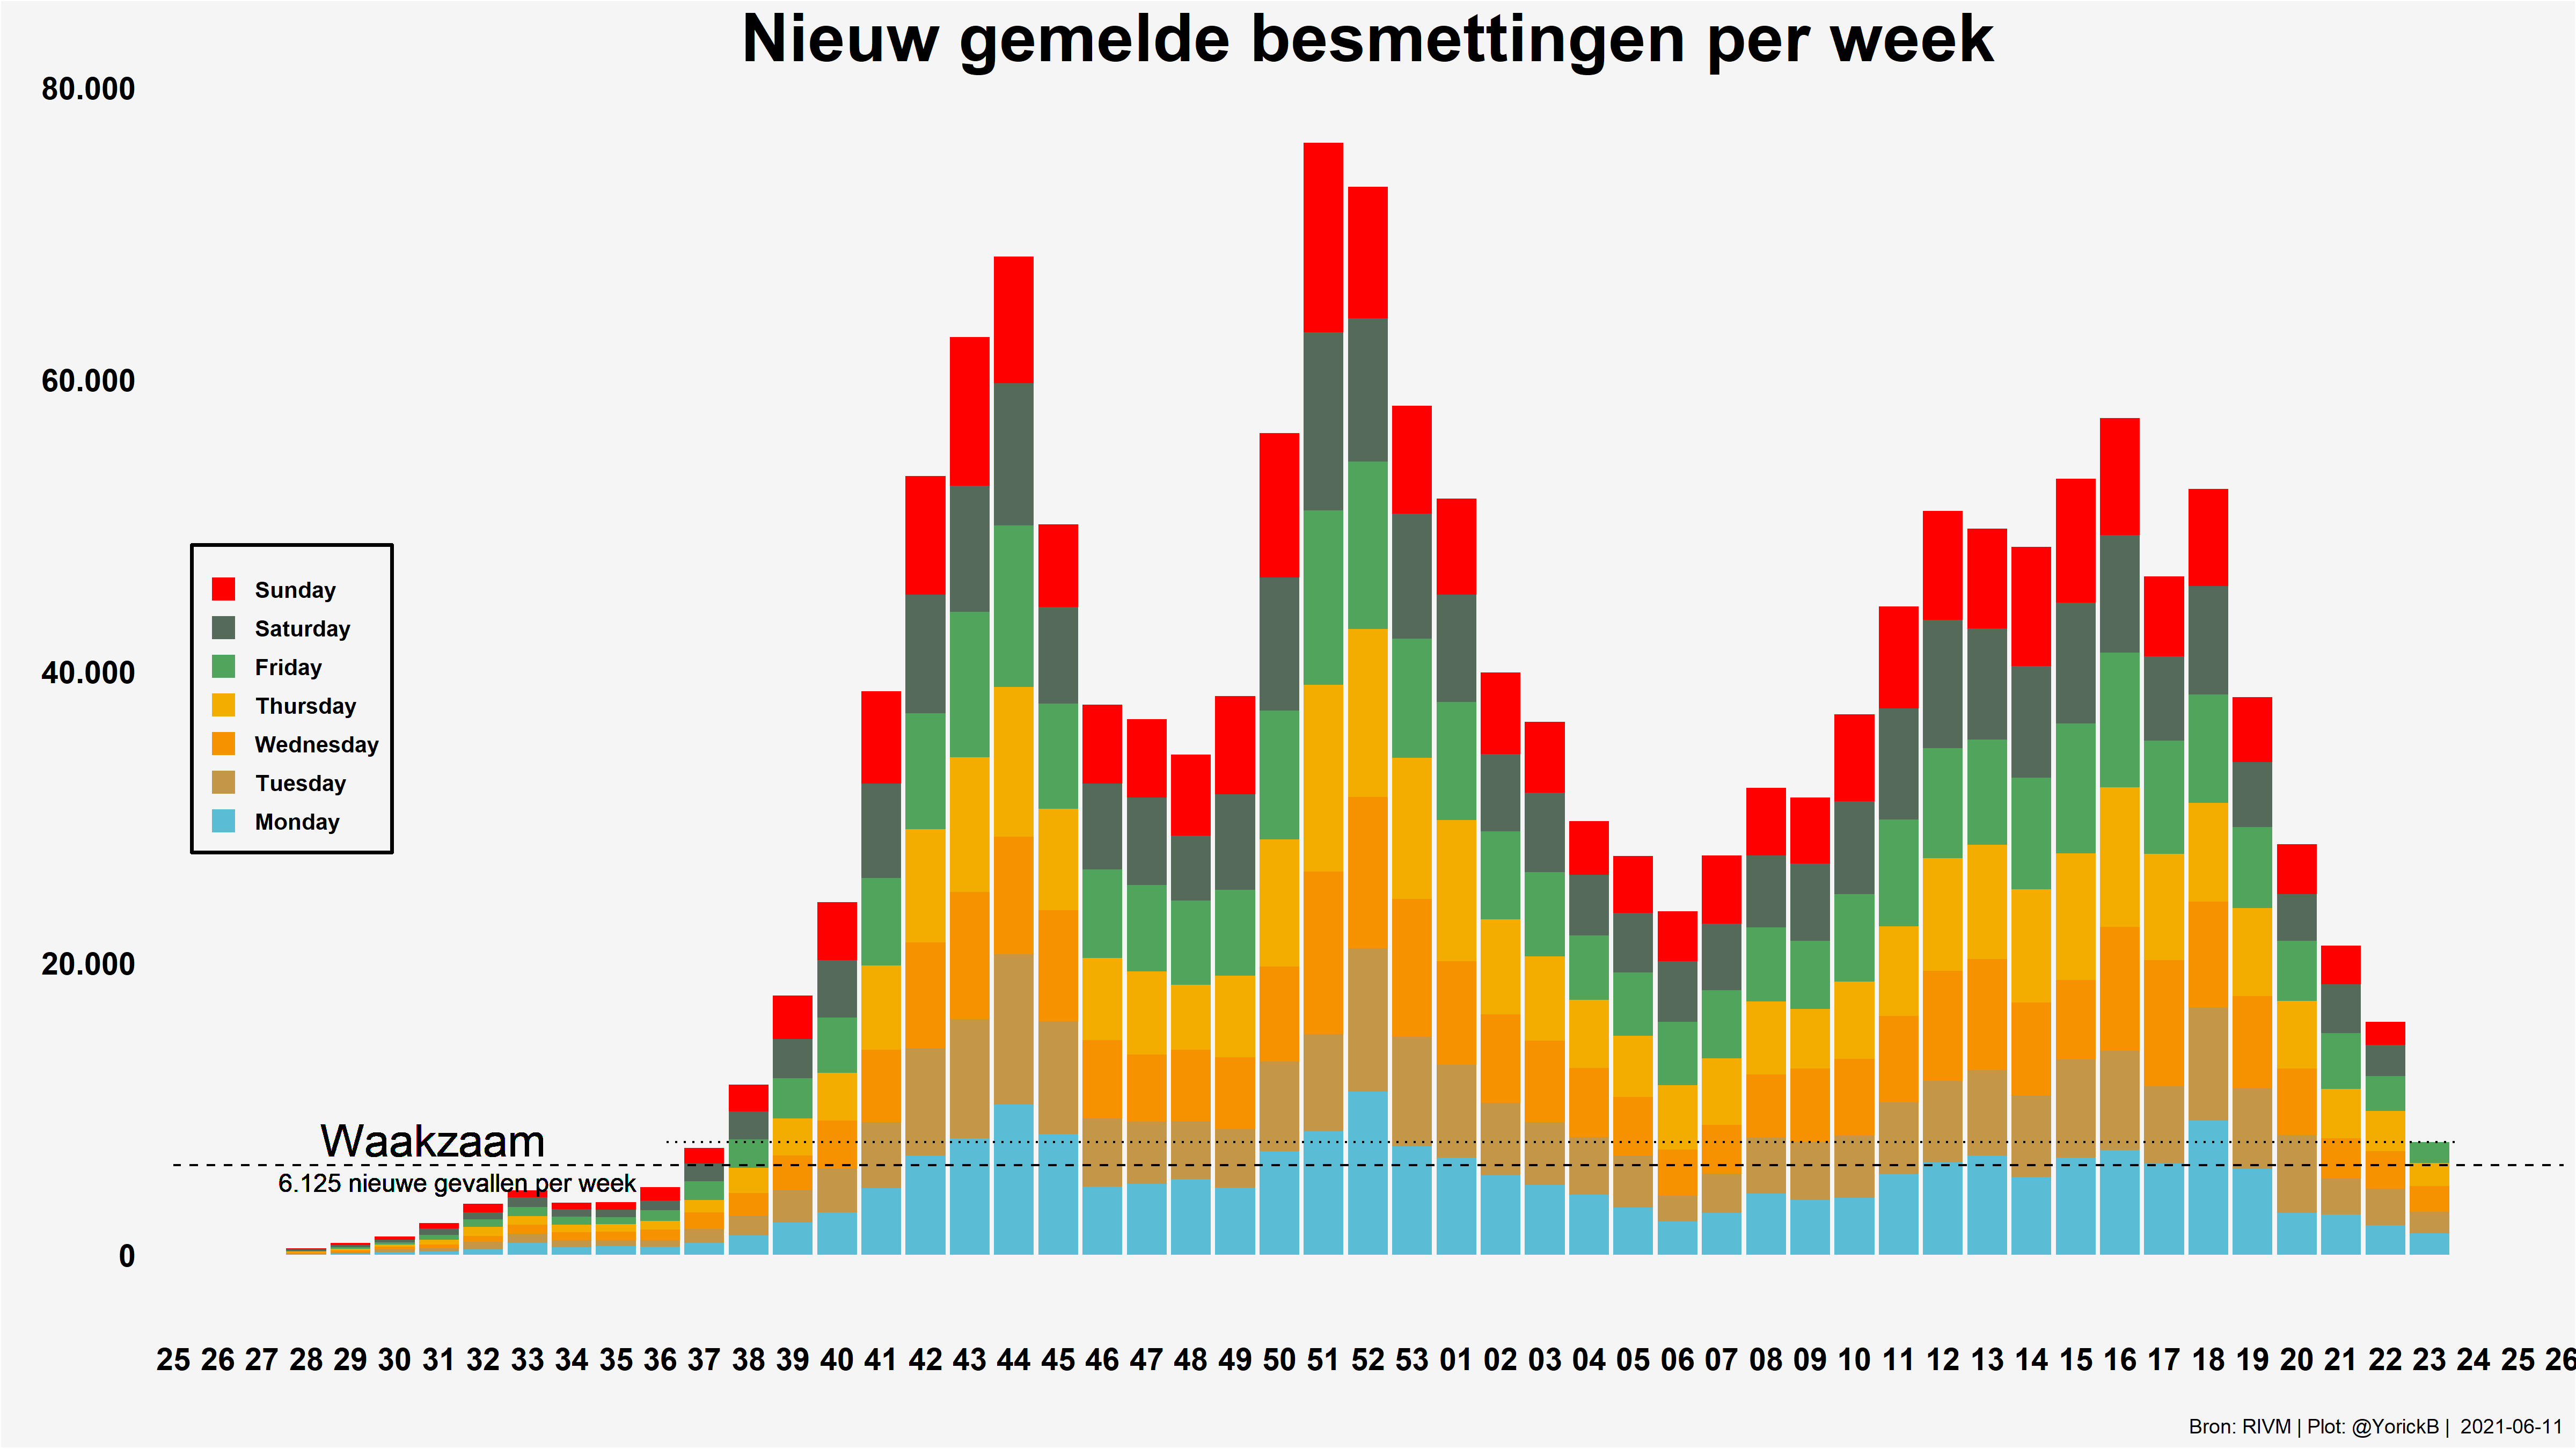 Nieuw gemelde besmettingen per week
80.000
60.000
40.000
20.000
0
Sunday
Saturday
Friday
Thursday
Wednesday
Tuesday
Monday
Waakzaam
6.125 nieuwe gevallen per week
25 26 27 28 29 30 31 32 33 34 35 36 37 38 39 40 41 42 43 44 45 46 47 48 49 50 51 52 53 01 02 03 04 05 06 07 08 09 10 11 12 13 14 15 16 17 18 19 20 21 22 23 24 25 26
Bron: RIVM | Plot: @YorickB | 2021-06-11